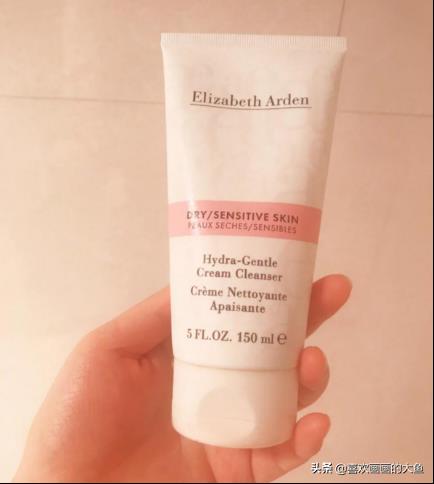 Elizabeth Arden
DRY/SENSITIVE SKIN
PEAUX SECHES/SENSIBLES
Hydra-Gentle
Cream Cleanser
Crème Nettoyante
Apaisante
5 FL.OZ. 150 ml ℮
头条 @喜欢画画的大鱼